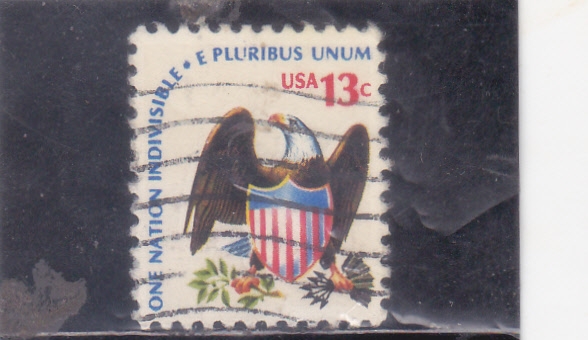 ONE NATION INDIVISIBLE • E PLURIBUS UNUM
USA 13c